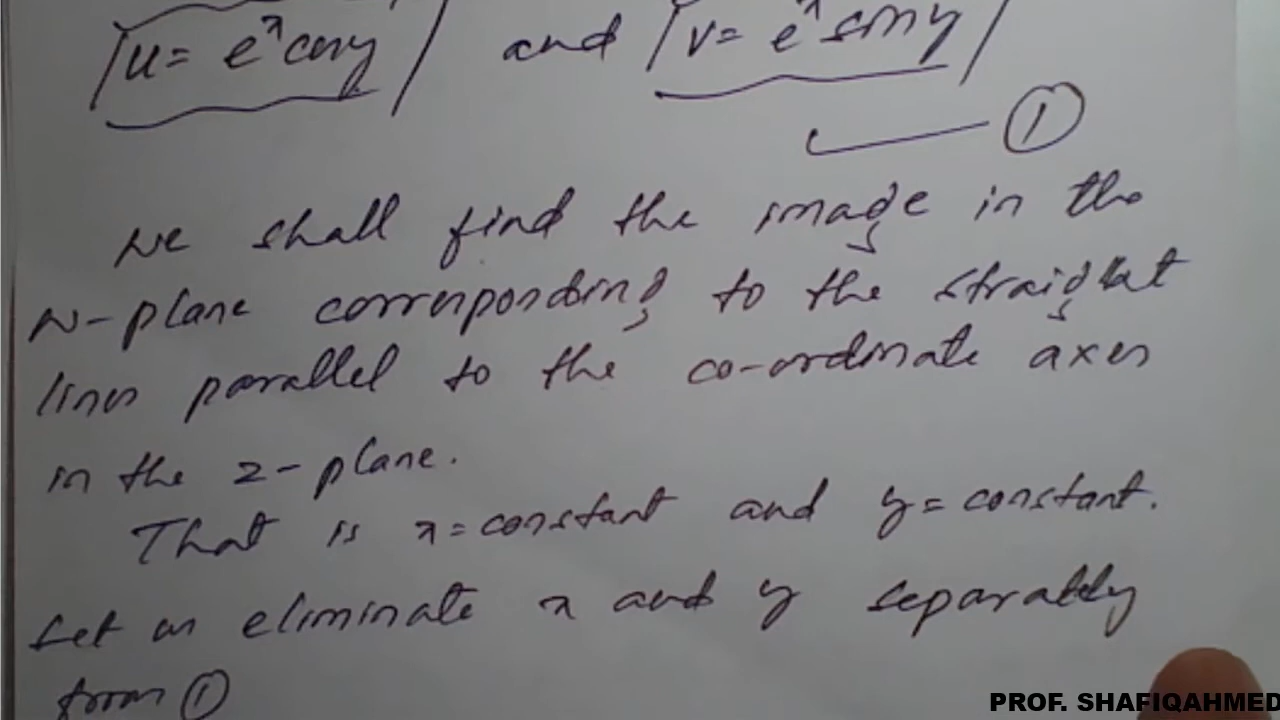 u = e^x cosy and v = e^x siny
①
We shall find the image in the
W-plane corresponding to the straight
lines parallel to the co-ordinate axes
in the z-plane.
That is x=constant and y=constant.
Let us eliminate x and y separately
from ①
PROF. SHAFIQAHMED